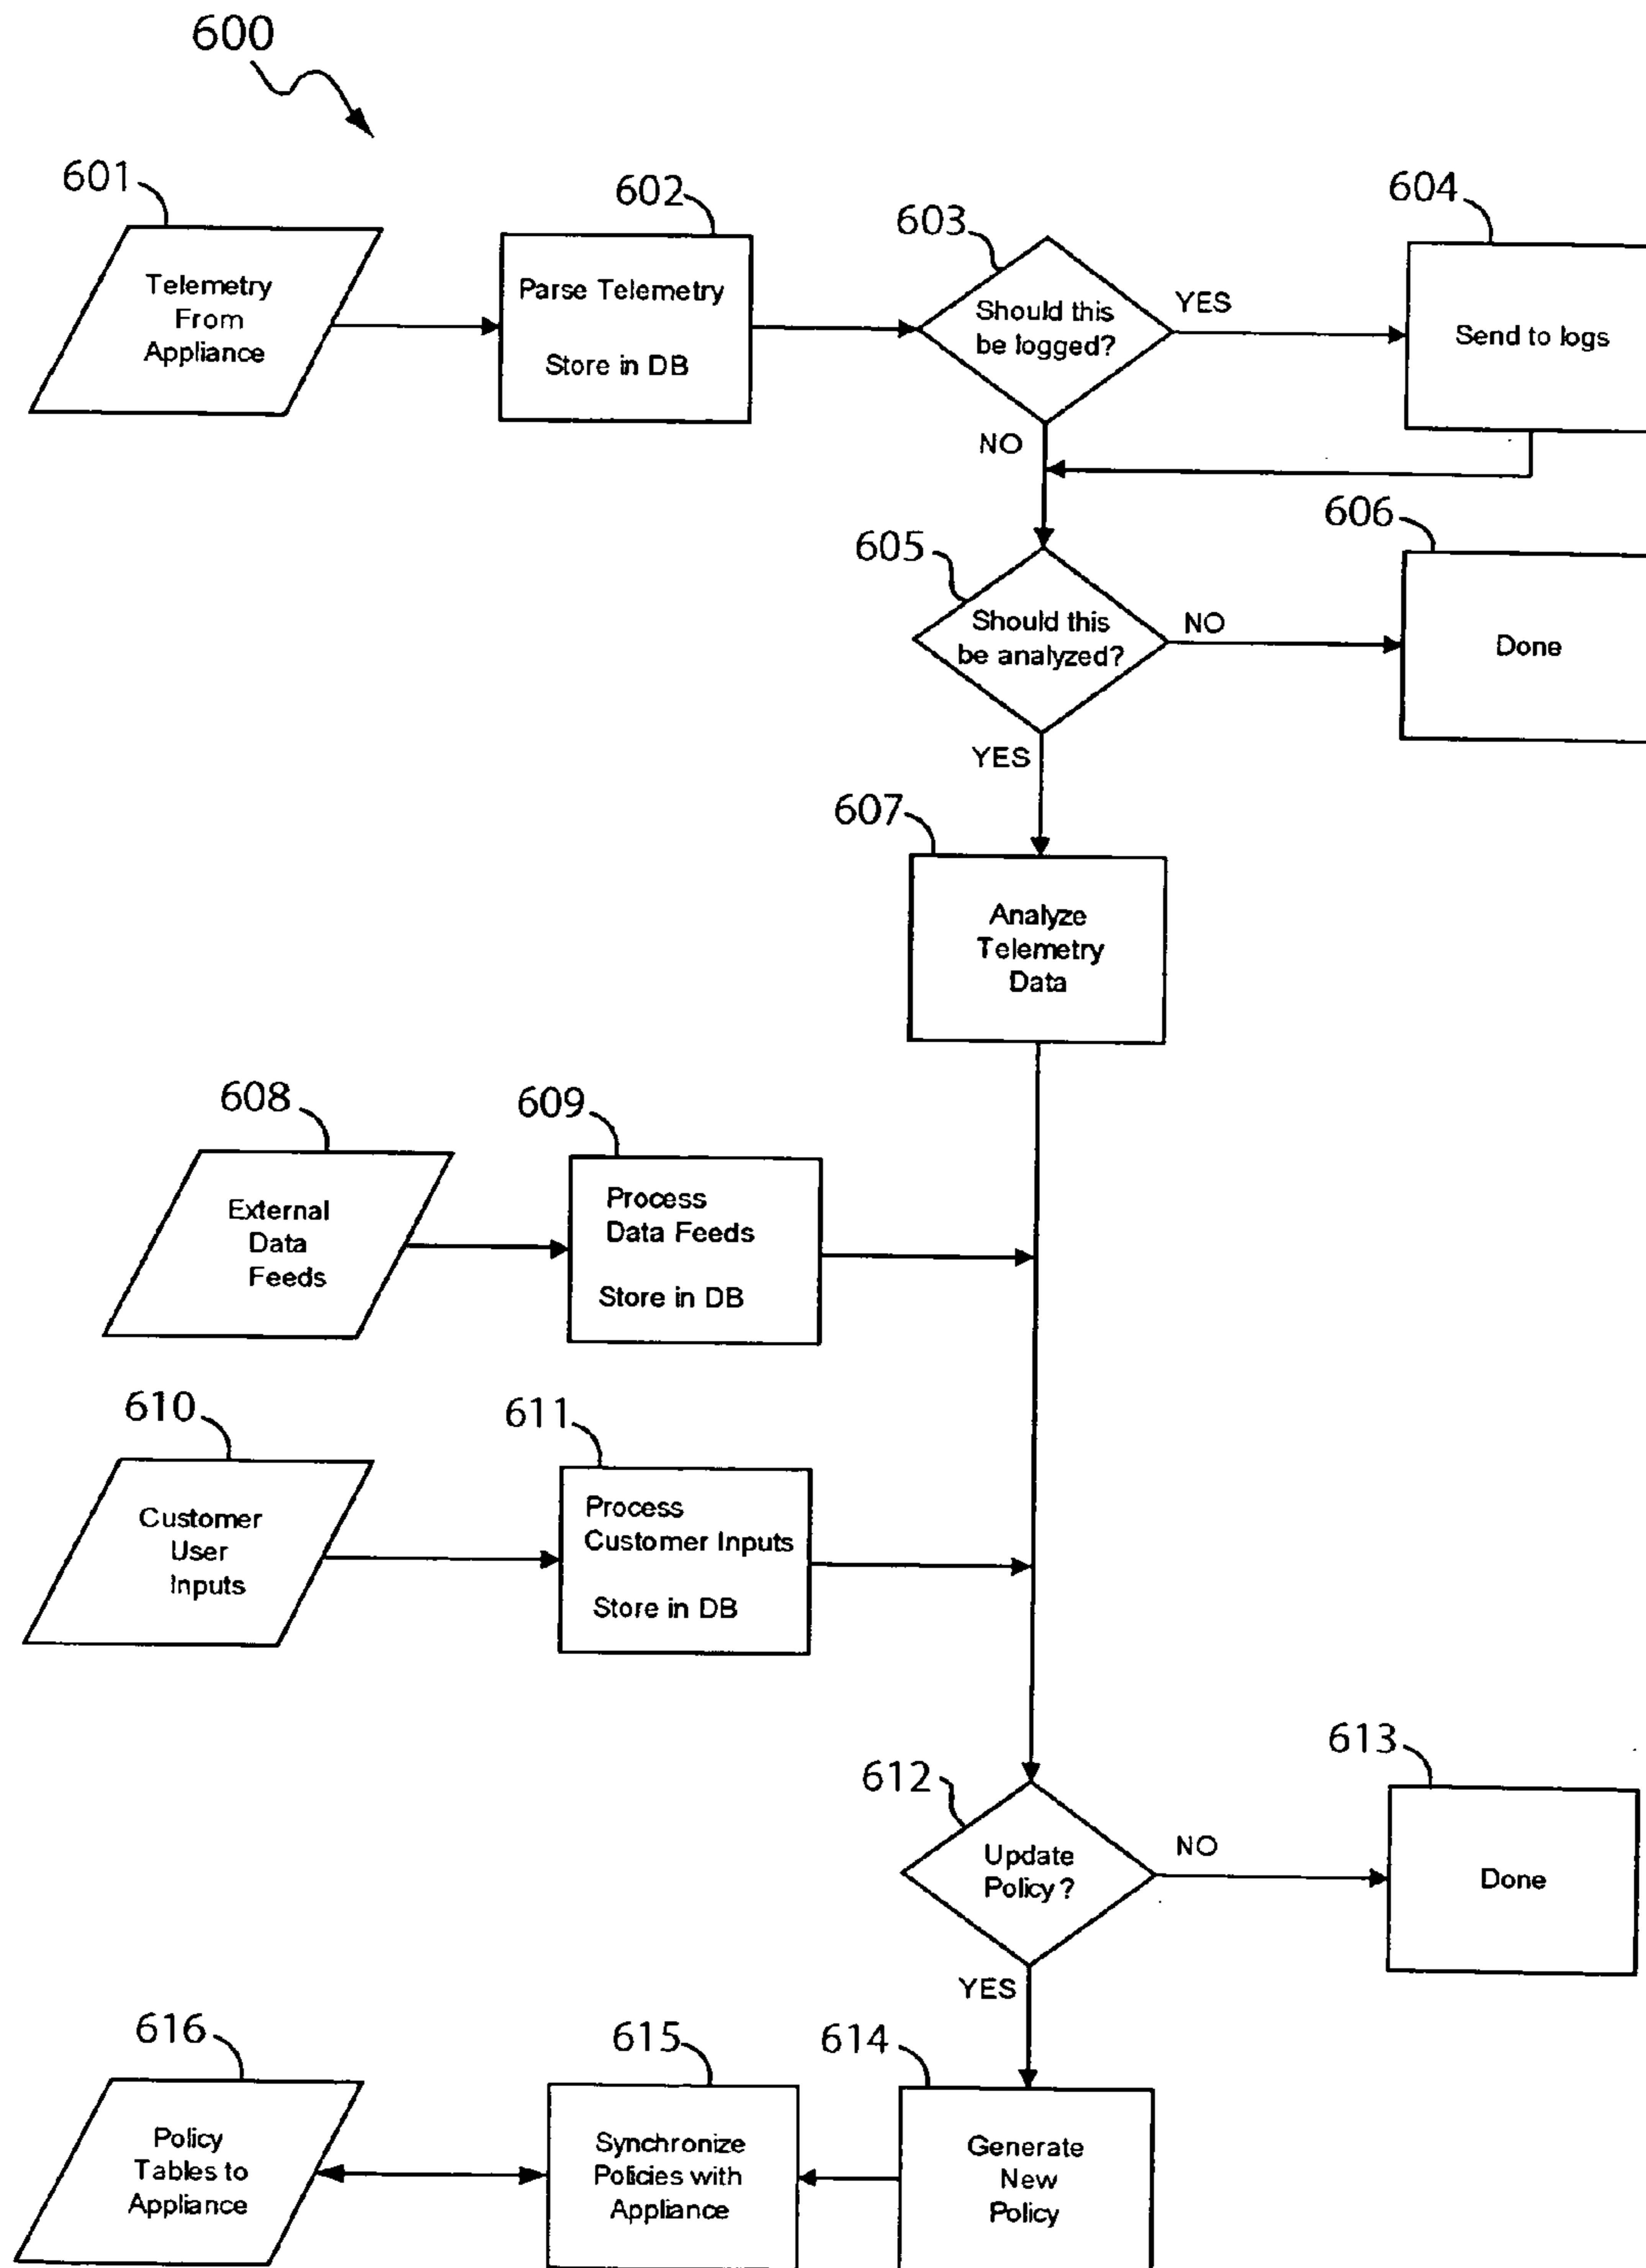 600
601
Telemetry
From
Appliance
602
Parse Telemetry
Store in DB
603
Should this
be logged?
YES
NO
604
Send to logs
605
Should this
be analyzed?
NO
YES
606
Done
607
Analyze
Telemetry
Data
608
External
Data
Feeds
609
Process
Data Feeds
Store in DB
610
Customer
User
Inputs
611
Process
Customer Inputs
Store in DB
612
Update
Policy?
NO
YES
613
Done
614
Generate
New
Policy
615
Synchronize
Policies with
Appliance
616
Policy
Tables to
Appliance